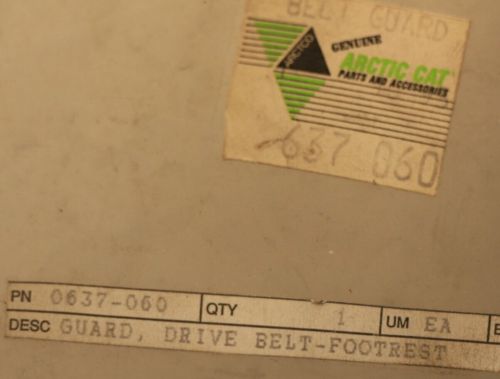 BELT GUARD
ARCTCO
GENUINE
ARCTIC CAT
PARTS AND ACCESSORIES
637 060
PN 0637-060 QTY 1 UM EA
DESC GUARD, DRIVE BELT-FOOTREST